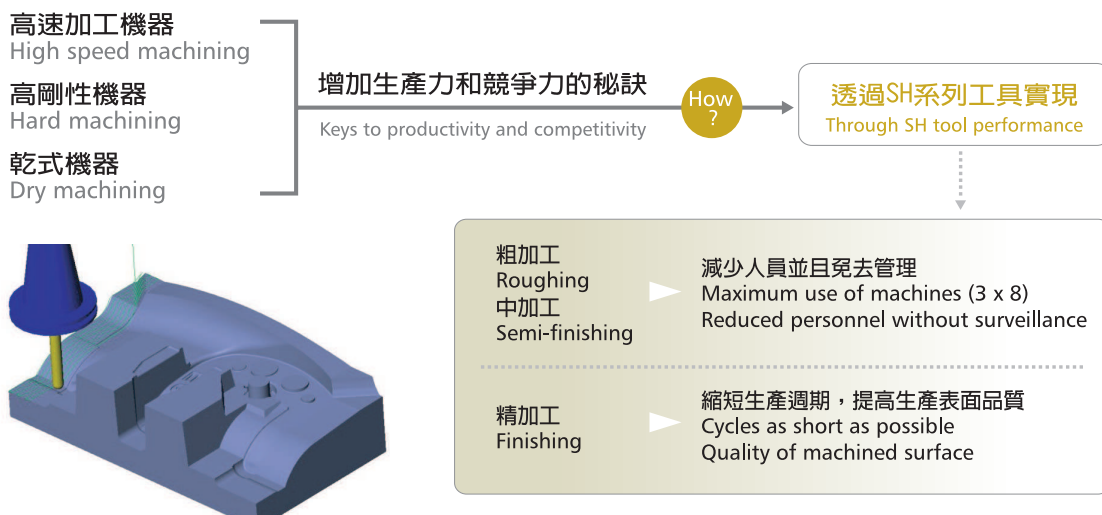 高速加工機器
High speed machining
高剛性機器
Hard machining
乾式機器
Dry machining
增加生產力和競爭力的秘訣
Keys to productivity and competitivity
How
?
透過SH系列工具實現
Through SH tool performance
粗加工
Roughing
中加工
Semi-finishing
減少人員並且免去管理
Maximum use of machines (3 x 8)
Reduced personnel without surveillance
精加工
Finishing
縮短生產週期，提高生產表面品質
Cycles as short as possible
Quality of machined surface